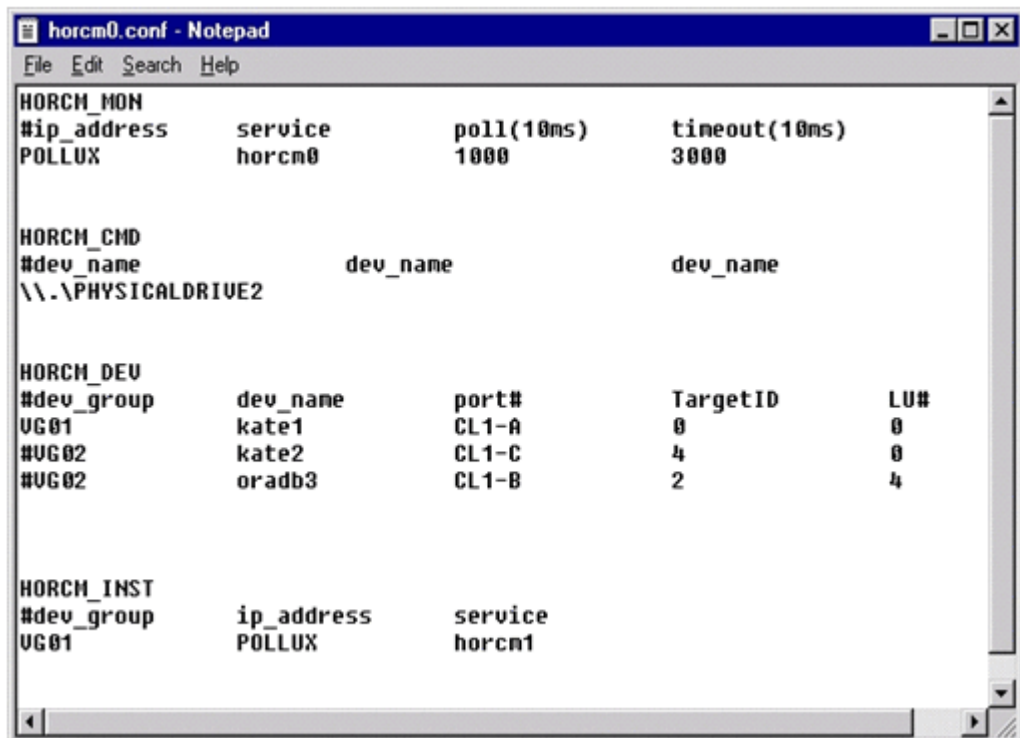 horcm0.conf - Notepad
File Edit Search Help
HORCM_MON
#ip_address service poll(10ms) timeout(10ms)
POLLUX horcm0 1000 3000
HORCM_CMD
#dev_name dev_name dev_name
\\.\PHYSICALDRIVE2
HORCM_DEV
#dev_group dev_name port# TargetID LU#
VG01 kate1 CL1-A 0 0
#VG02 kate2 CL1-C 4 0
#VG02 oradb3 CL1-B 2 4
HORCM_INST
#dev_group ip_address service
VG01 POLLUX horcm1